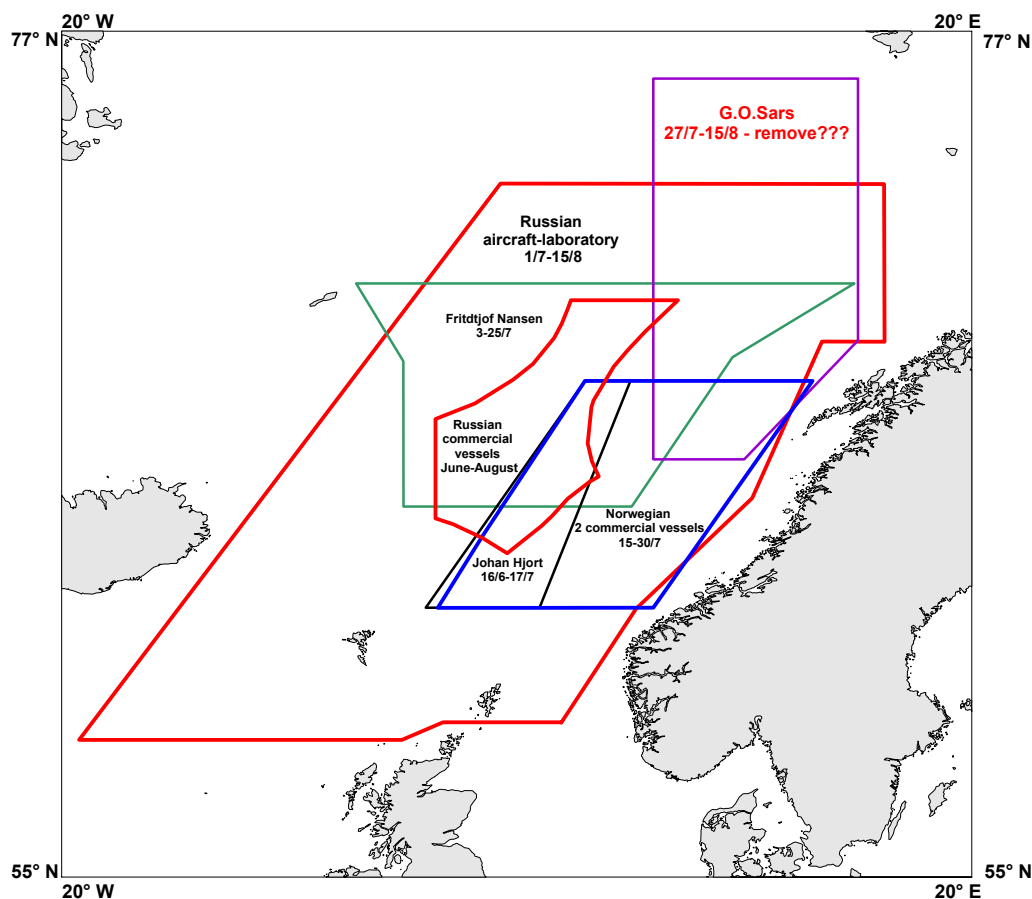 20° W
20° E
77° N
77° N
G.O.Sars
27/7-15/8 - remove???
Russian
aircraft-laboratory
1/7-15/8
Fritdtjof Nansen
3-25/7
Russian
commercial
vessels
June-August
Norwegian
2 commercial vessels
15-30/7
Johan Hjort
16/6-17/7
55° N
55° N
20° W
20° E